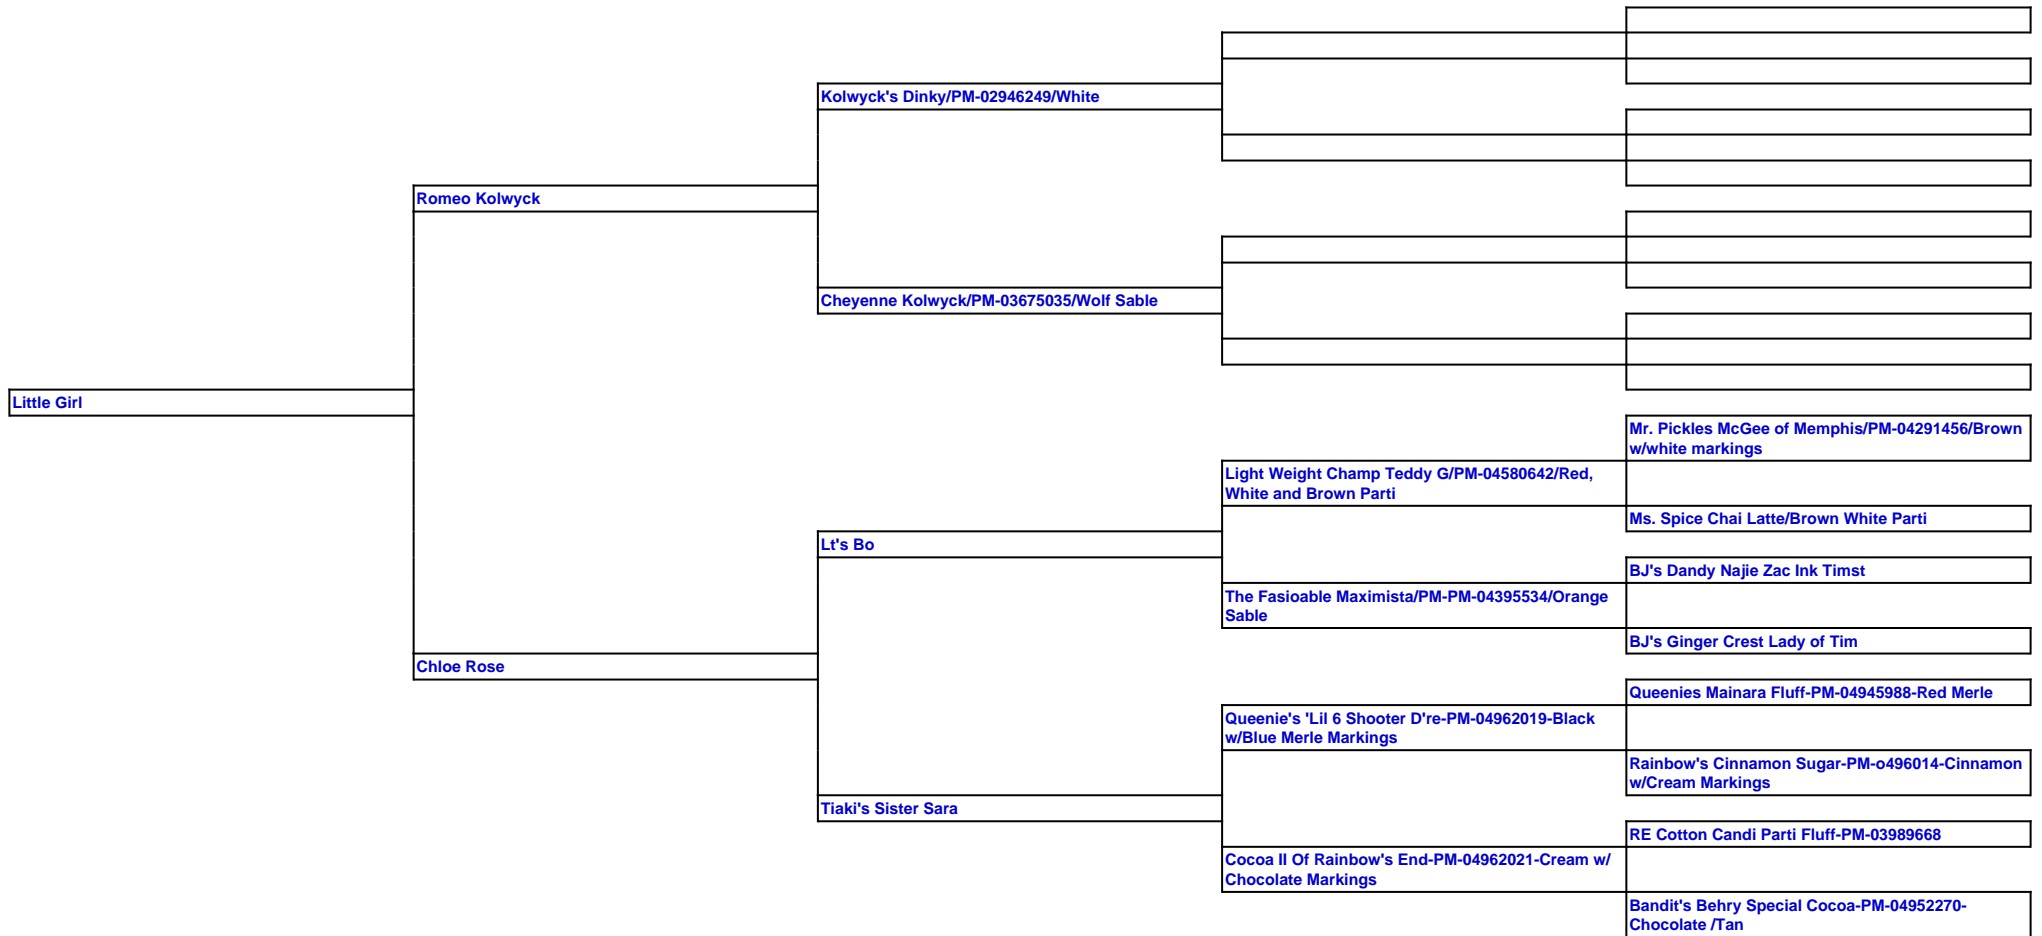 Kolwyck's Dinky/PM-02946249/White
Romeo Kolwyck
Cheyenne Kolwyck/PM-03675035/Wolf Sable
Little Girl
Mr. Pickles McGee of Memphis/PM-04291456/Brown
w/white markings
Light Weight Champ Teddy G/PM-04580642/Red,
White and Brown Parti
Ms. Spice Chai Latte/Brown White Parti
Lt's Bo
BJ's Dandy Najie Zac Ink Timst
The Fasioable Maximista/PM-PM-04395534/Orange
Sable
BJ's Ginger Crest Lady of Tim
Chloe Rose
Queenies Mainara Fluff-PM-04945988-Red Merle
Queenie's 'Lil 6 Shooter D're-PM-04962019-Black
w/Blue Merle Markings
Rainbow's Cinnamon Sugar-PM-o496014-Cinnamon
w/Cream Markings
Tiaki's Sister Sara
RE Cotton Candi Parti Fluff-PM-03989668
Cocoa II Of Rainbow's End-PM-04962021-Cream w/
Chocolate Markings
Bandit's Behry Special Cocoa-PM-04952270-
Chocolate /Tan